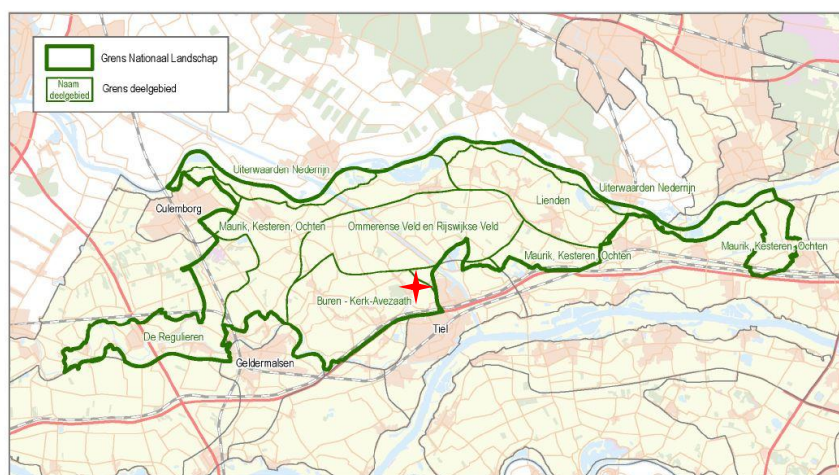 Grens Nationaal Landschap
Naam
deelgebied
Grens deelgebied
Uiterwaarden Nederrijn
Culemborg
Maurik, Kesteren, Ochten
Ommerense Veld en Rijswijkse Veld
Lienden
Uiterwaarden Nederrijn
Maurik, Kesteren, Ochten
Maurik, Kesteren, Ochten
Buren - Kerk-Avezaath
Tiel
De Regulieren
Geldermalsen